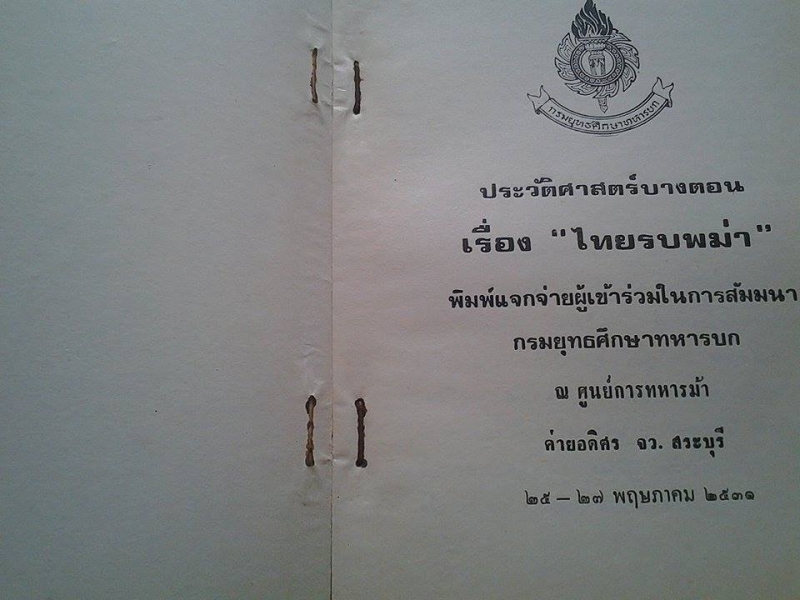 กรมยุทธศึกษาทหารบก
ประวัติศาสตร์บางตอน
เรื่อง "ไทยรบพม่า"
พิมพ์แจกจ่ายผู้เข้าร่วมในการสัมมนา
กรมยุทธศึกษาทหารบก
ณ ศูนย์การทหารม้า
ค่ายอดิศร จว. สระบุรี
๒๕ – ๒๗ พฤษภาคม ๒๕๓๑